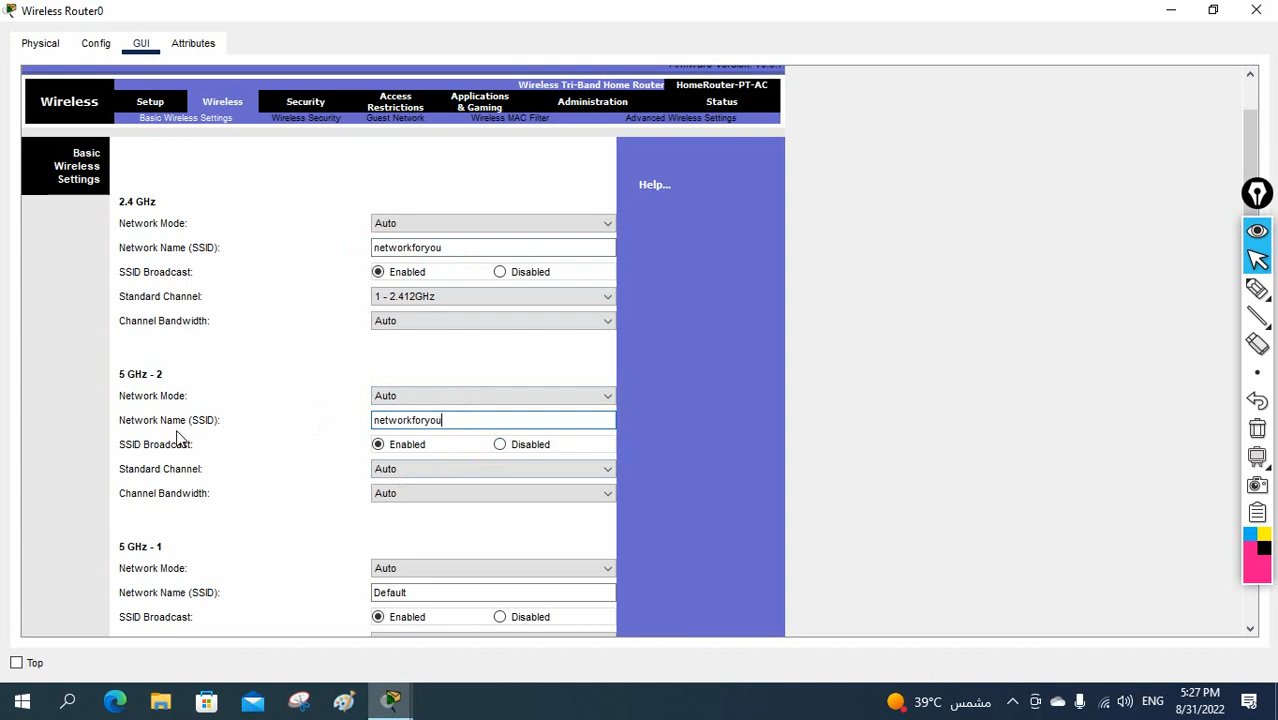 Wireless Router0
Physical Config GUI Attributes
Wireless Tri-Band Home Router HomeRouter-PT-AC
Wireless Setup Wireless Security Access Restrictions Applications & Gaming Administration Status
Basic Wireless Settings Wireless Security Guest Network Wireless MAC Filter Advanced Wireless Settings
Basic
Wireless
Settings
Help...
2.4 GHz
Network Mode: Auto
Network Name (SSID): networkforyou
SSID Broadcast: Enabled Disabled
Standard Channel: 1 - 2.412GHz
Channel Bandwidth: Auto
5 GHz - 2
Network Mode: Auto
Network Name (SSID): networkforyou
SSID Broadcast: Enabled Disabled
Standard Channel: Auto
Channel Bandwidth: Auto
5 GHz - 1
Network Mode: Auto
Network Name (SSID): Default
SSID Broadcast: Enabled Disabled
Top
39°C مشمس ENG
5:27 PM
8/31/2022